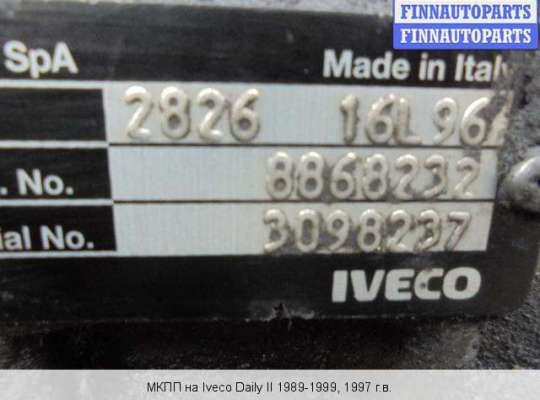 FINNAUTOPARTS
FINNAUTOPARTS
SpA Made in Italy
2826 16L96
. No. 8868232
ial No. 3098237
IVECO
МКПП на Iveco Daily II 1989-1999, 1997 г.в.